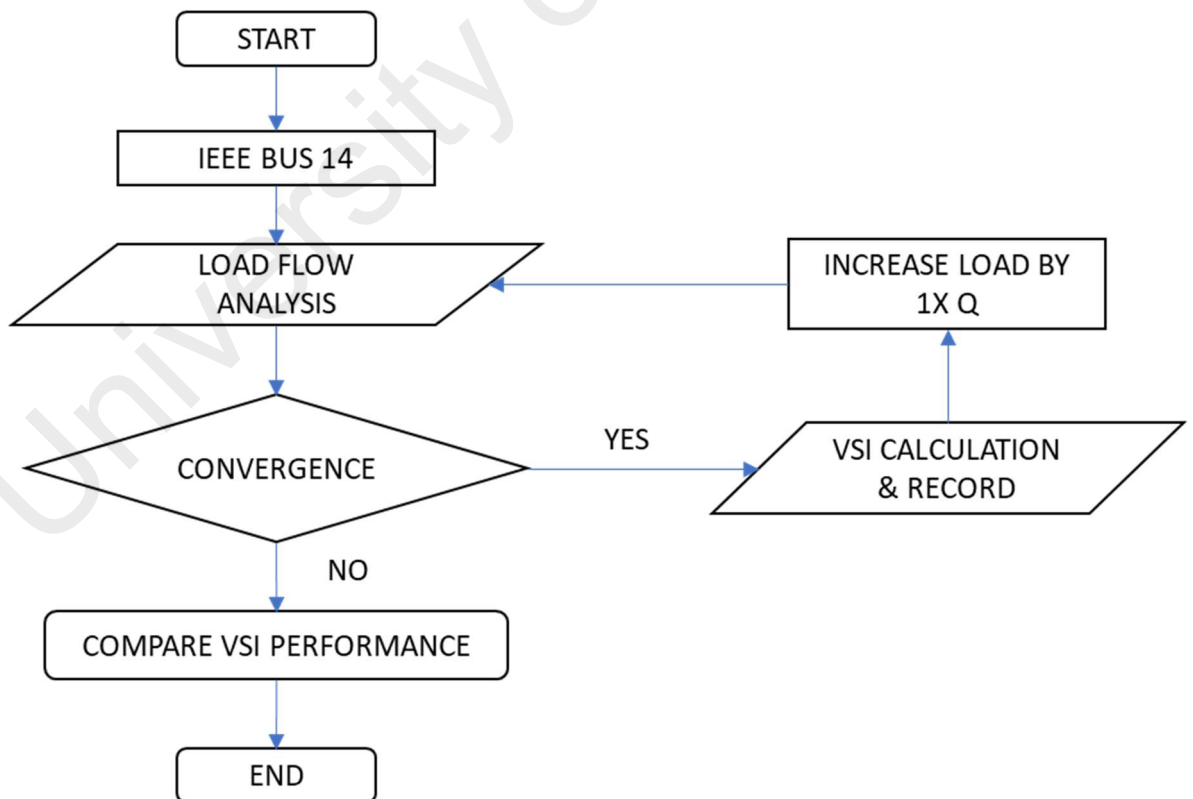 START
IEEE BUS 14
LOAD FLOW
ANALYSIS
INCREASE LOAD BY
1X Q
CONVERGENCE
YES
VSI CALCULATION
& RECORD
NO
COMPARE VSI PERFORMANCE
END
University